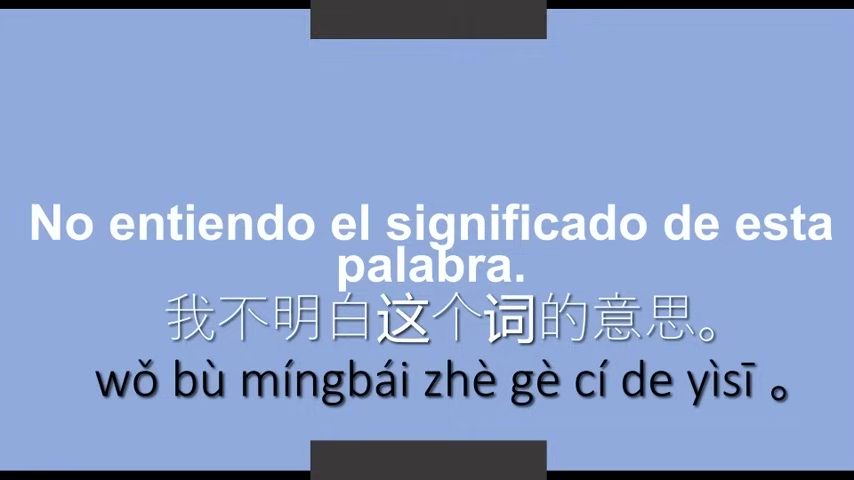 No entiendo el significado de esta
palabra.
我不明白这个词的意思。
wǒ bù míngbái zhè gè cí de yìsī 。